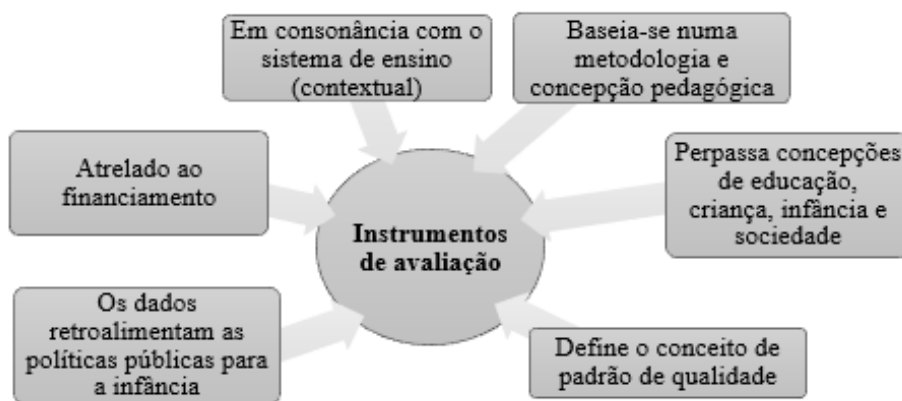 Em consonância com o
sistema de ensino
(contextual)
Baseia-se numa
metodologia e
concepção pedagógica
Atrelado ao
financiamento
Perpassa concepções
de educação,
criança, infância e
sociedade
Instrumentos
de avaliação
Os dados
retroalimentam as
políticas públicas para
a infância
Define o conceito de
padrão de qualidade